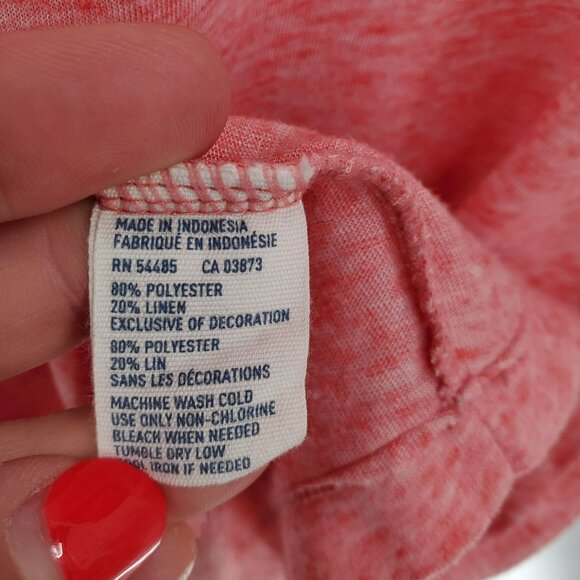 MADE IN INDONESIA
FABRIQUÉ EN INDONÉSIE
RN 54485 CA 03873
80% POLYESTER
20% LINEN
EXCLUSIVE OF DECORATION
80% POLYESTER
20% LIN
SANS LES DÉCORATIONS
MACHINE WASH COLD
USE ONLY NON-CHLORINE
BLEACH WHEN NEEDED
TUMBLE DRY LOW
COOL IRON IF NEEDED